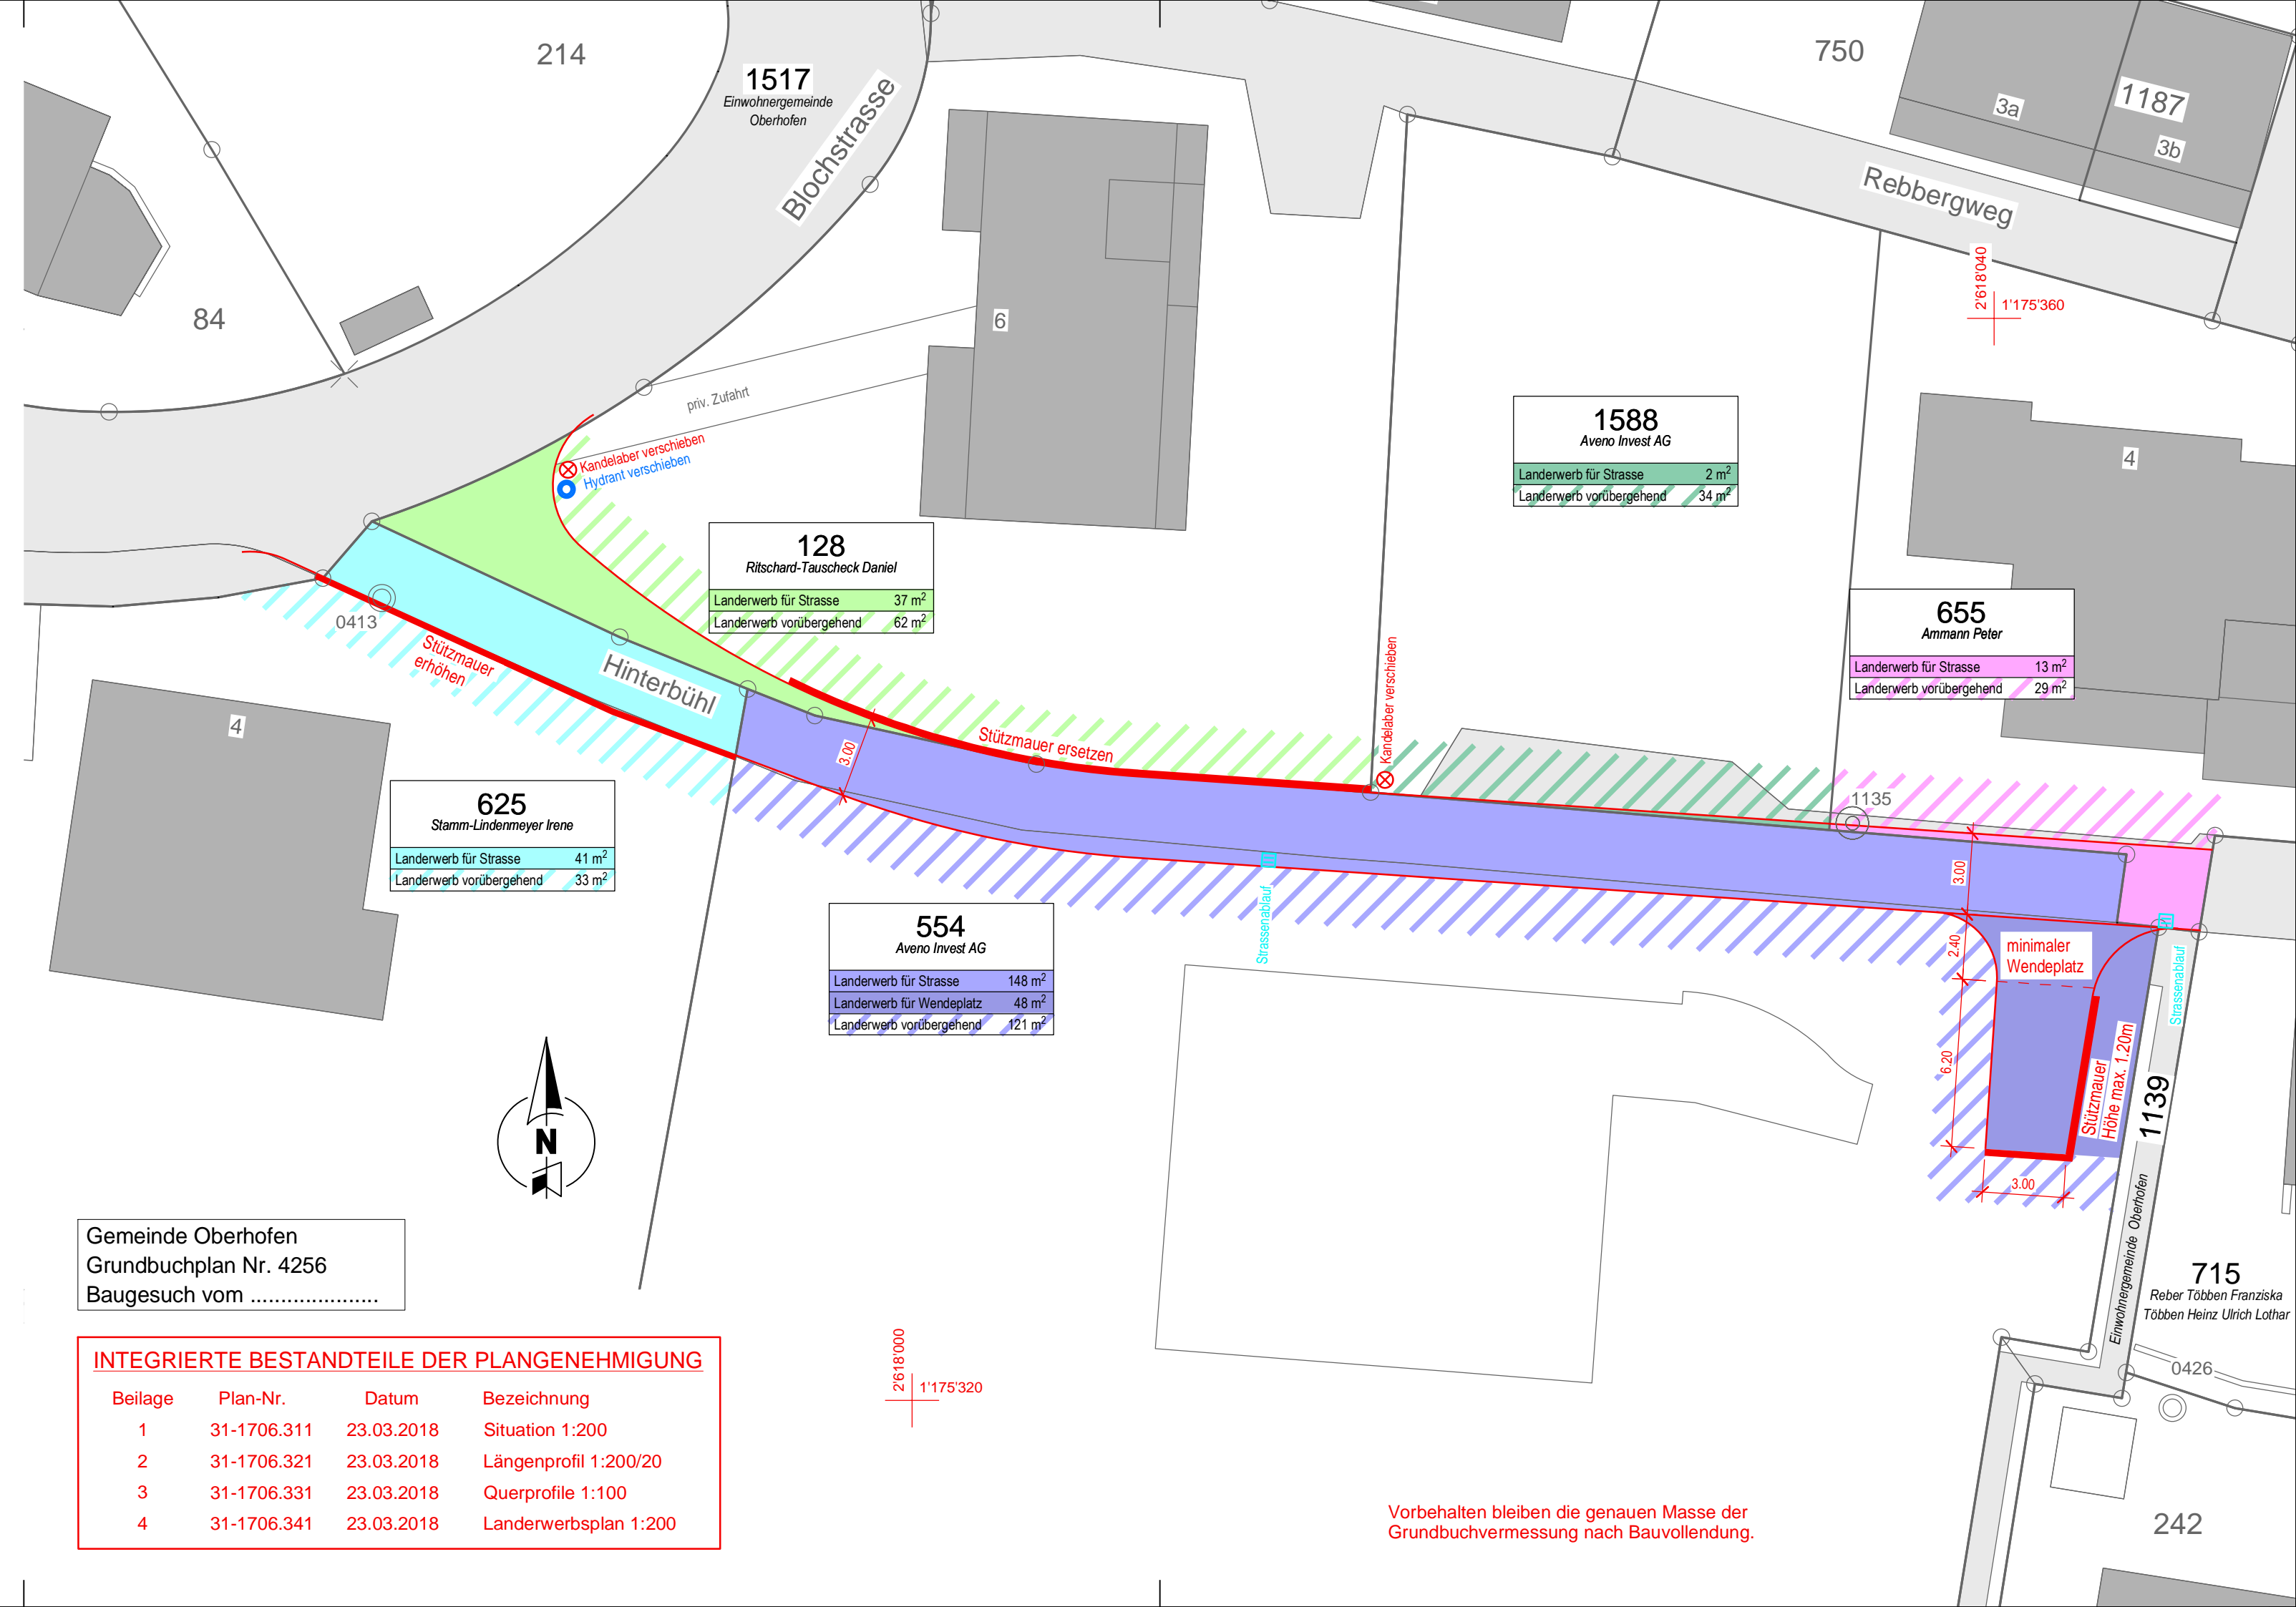 214
1517
Einwohnergemeinde
Oberhofen
Blochstrasse
750
3a
1187
3b
Rebbergweg
84
6
priv. Zufahrt
2'618'040
1'175'360
Kandelaber verschieben
Hydrant verschieben
1588
Aveno Invest AG
Landerwerb für Strasse 2 m²
Landerwerb vorübergehend 34 m²
4
128
Ritschard-Tauscheck Daniel
Landerwerb für Strasse 37 m²
Landerwerb vorübergehend 62 m²
655
Ammann Peter
Landerwerb für Strasse 13 m²
Landerwerb vorübergehend 29 m²
0413
Stützmauer
erhöhen
Hinterbühl
Kandelaber verschieben
4
3.00
Stützmauer ersetzen
1135
625
Stamm-Lindenmeyer Irene
Landerwerb für Strasse 41 m²
Landerwerb vorübergehend 33 m²
3.00
Strassenablauf
554
Aveno Invest AG
Landerwerb für Strasse 148 m²
Landerwerb für Wendeplatz 48 m²
Landerwerb vorübergehend 121 m²
2.40
minimaler
Wendeplatz
Strassenablauf
6.20
Stützmauer
Höhe max. 1.20m
1139
Einwohnergemeinde Oberhofen
3.00
N
Gemeinde Oberhofen
Grundbuchplan Nr. 4256
Baugesuch vom .....................
715
Reber Többen Franziska
Többen Heinz Ulrich Lothar
0426
2'618'000
1'175'320
INTEGRIERTE BESTANDTEILE DER PLANGENEHMIGUNG
Beilage Plan-Nr. Datum Bezeichnung
1 31-1706.311 23.03.2018 Situation 1:200
2 31-1706.321 23.03.2018 Längenprofil 1:200/20
3 31-1706.331 23.03.2018 Querprofile 1:100
4 31-1706.341 23.03.2018 Landerwerbsplan 1:200
Vorbehalten bleiben die genauen Masse der
Grundbuchvermessung nach Bauvollendung.
242